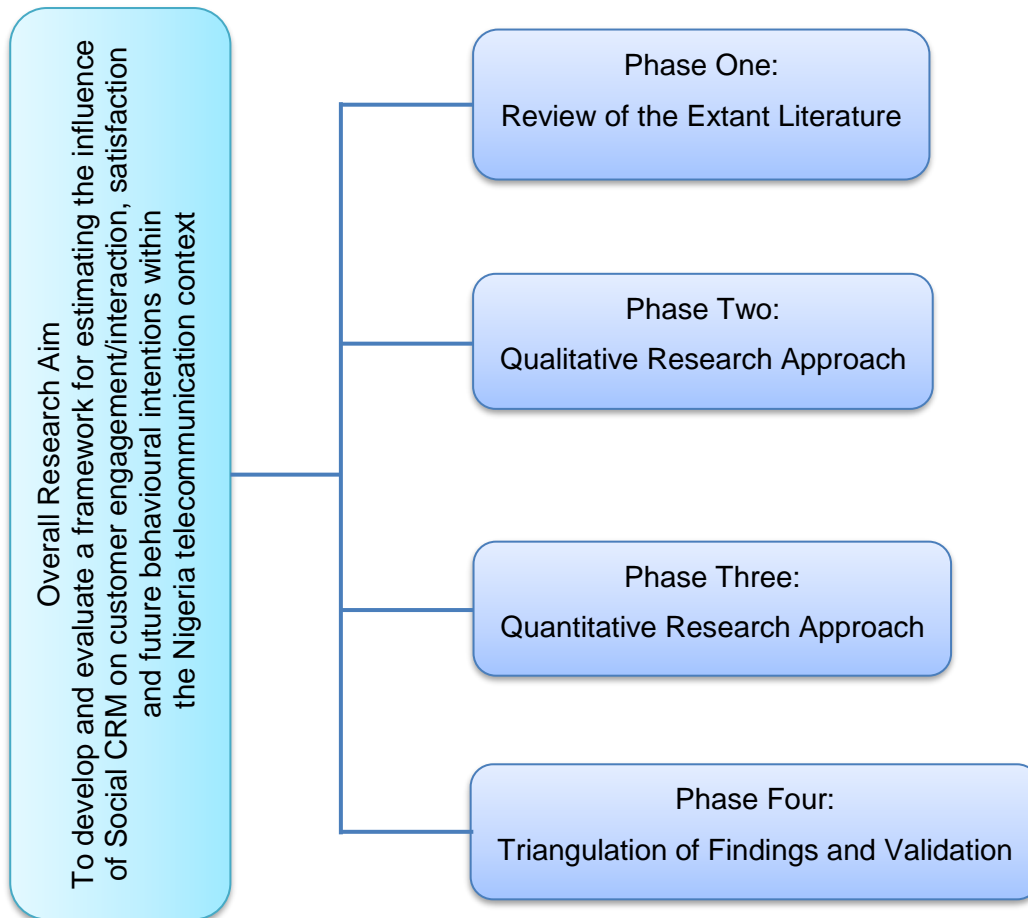 Overall Research Aim
To develop and evaluate a framework for estimating the influence
of Social CRM on customer engagement/interaction, satisfaction
and future behavioural intentions within
the Nigeria telecommunication context
Phase One:
Review of the Extant Literature
Phase Two:
Qualitative Research Approach
Phase Three:
Quantitative Research Approach
Phase Four:
Triangulation of Findings and Validation